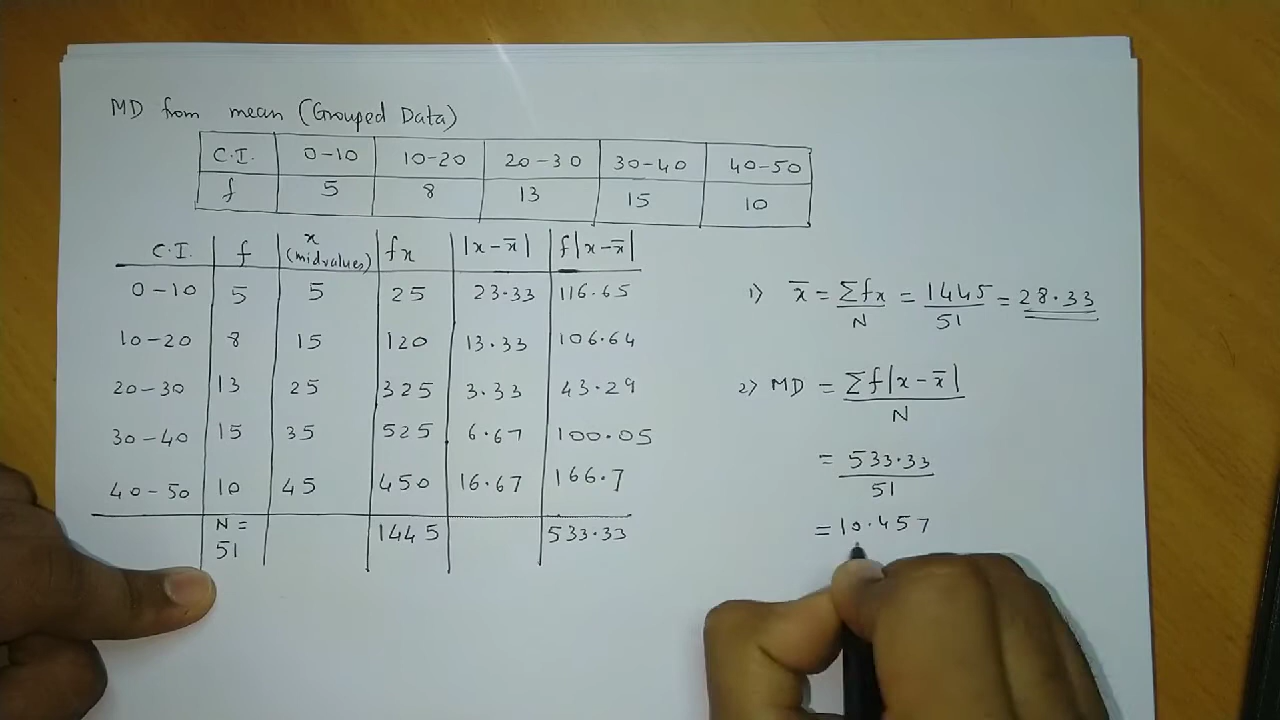 MD from mean (Grouped Data)
C.I. 0-10 10-20 20-30 30-40 40-50
f 5 8 13 15 10
C.I. f x (midvalues) fx |x-x̄| f|x-x̄|
0-10 5 5 25 23.33 116.65
10-20 8 15 120 13.33 106.64
20-30 13 25 325 3.33 43.29
30-40 15 35 525 6.67 100.05
40-50 10 45 450 16.67 166.7
N = 51 1445 533.33
1) x̄ = Σfx / N = 1445 / 51 = 28.33
2) MD = Σf|x-x̄| / N
= 533.33 / 51
= 10.457